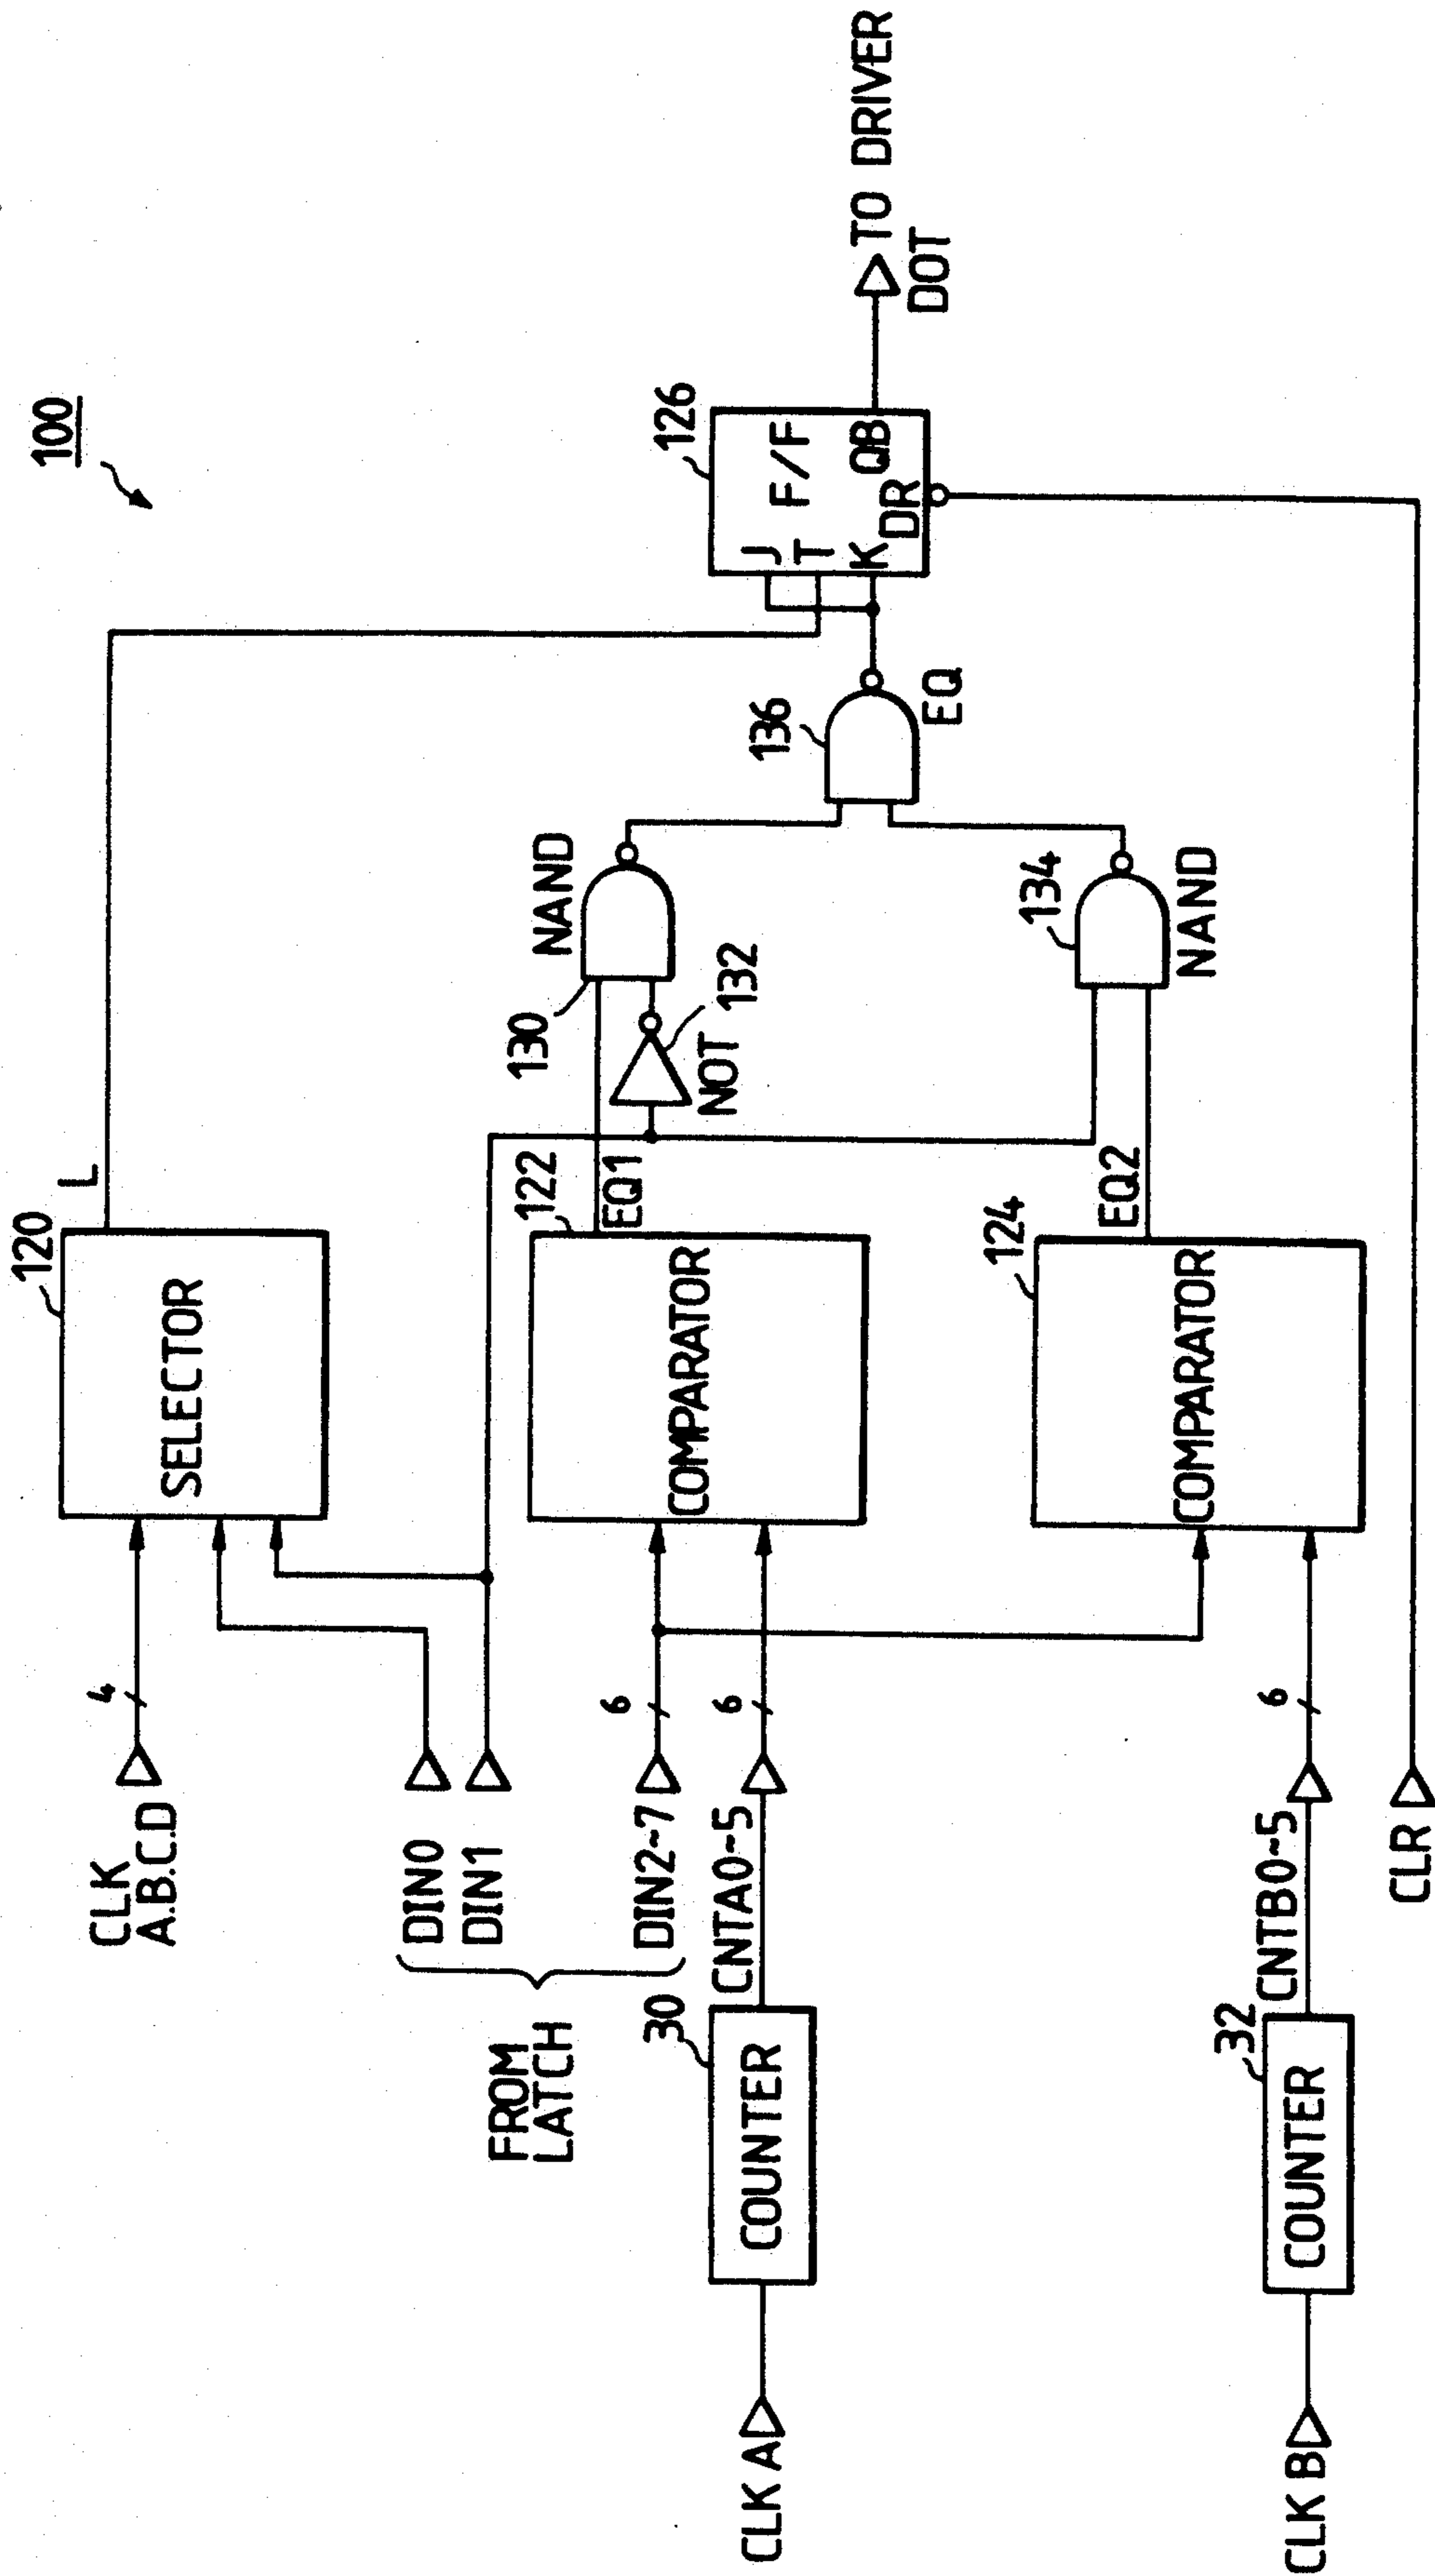 100
CLK
A.B.C.D
4
120
SELECTOR
L
DIN0
DIN1
DIN2~7
FROM
LATCH
6
CNTA0~5
6
30
COUNTER
CLK A
122
COMPARATOR
EQ1
130
NAND
NOT
132
136
EQ
126
J
T
K
F/F
QB
DR
TO DRIVER
DOT
124
COMPARATOR
EQ2
134
NAND
CNTB0~5
6
32
COUNTER
CLK B
CLR